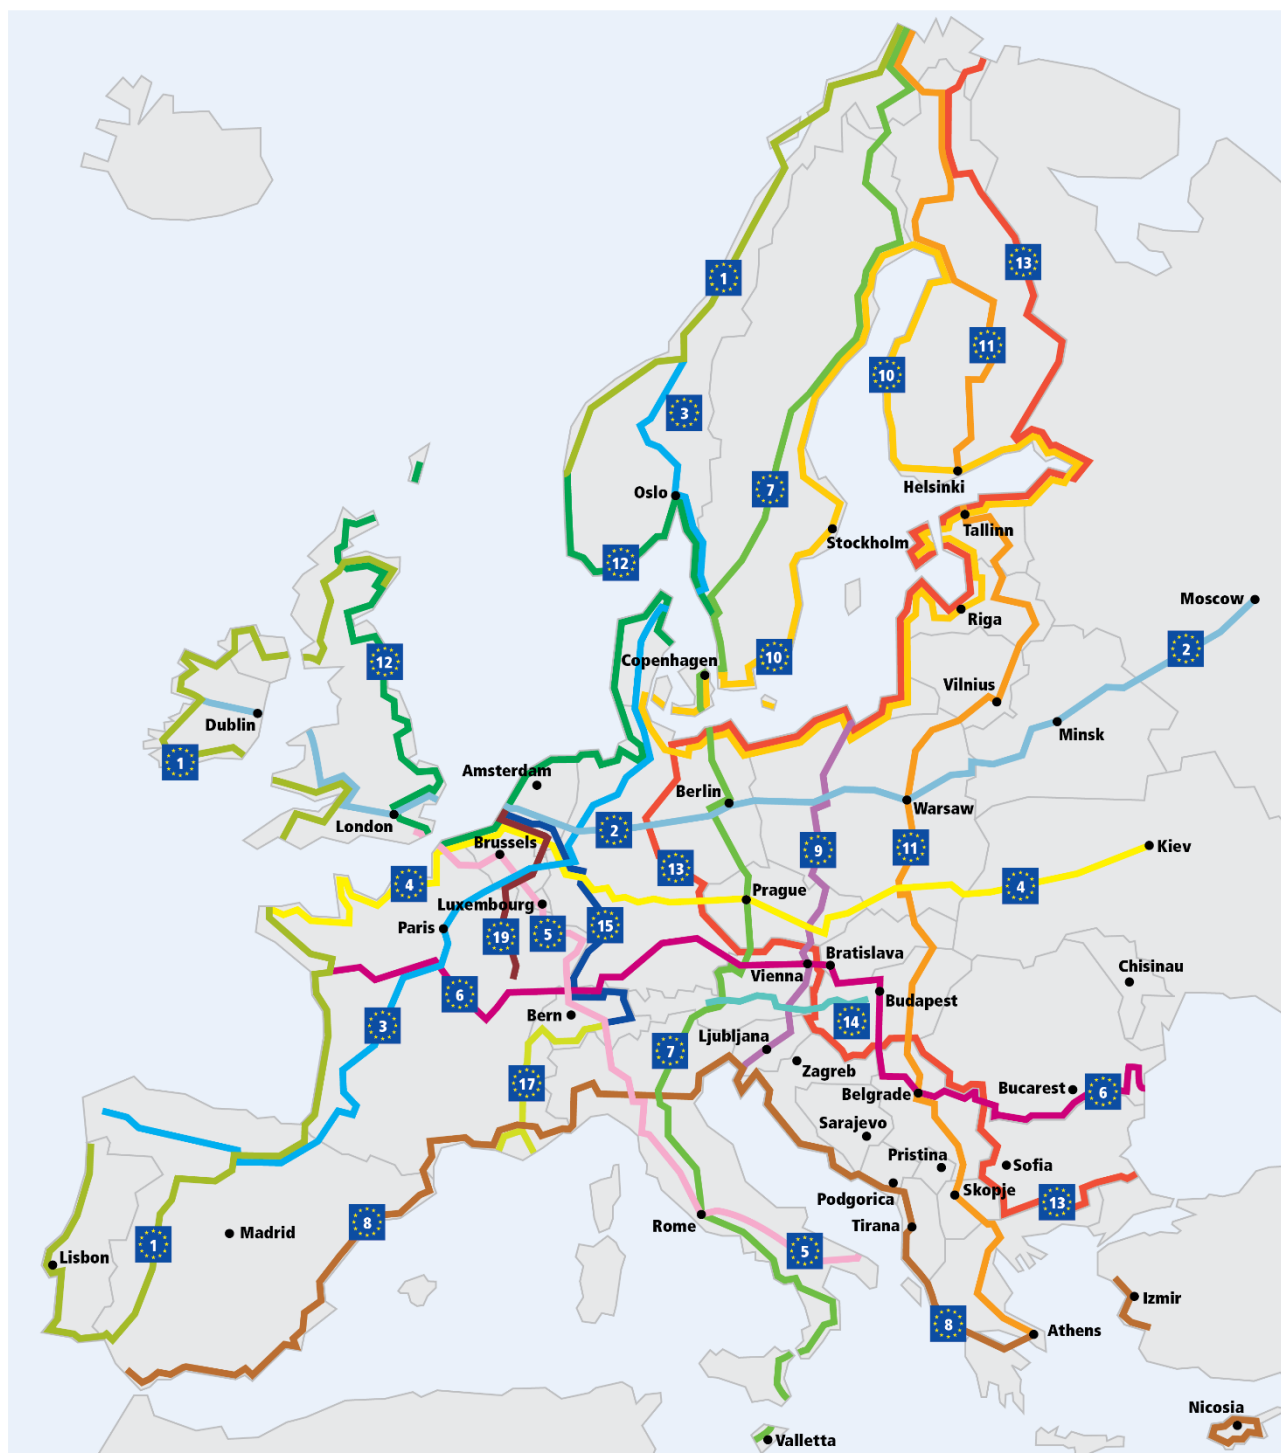 1
13
11
10
3
Oslo
7
Helsinki
Stockholm
Tallinn
12
Moscow
Riga
2
12
Copenhagen
10
Vilnius
Dublin
Minsk
1
Amsterdam
Berlin
Warsaw
London
2
Brussels
9
11
Kiev
13
4
4
Prague
Luxembourg
Paris
19
5
15
Bratislava
Vienna
Chisinau
6
Budapest
Bern
3
14
Ljubljana
7
Zagreb
17
Belgrade
Bucarest
6
Sarajevo
Pristina
Sofia
Podgorica
Skopje
13
8
Rome
Tirana
Madrid
1
5
Lisbon
Izmir
8
Athens
Nicosia
Valletta